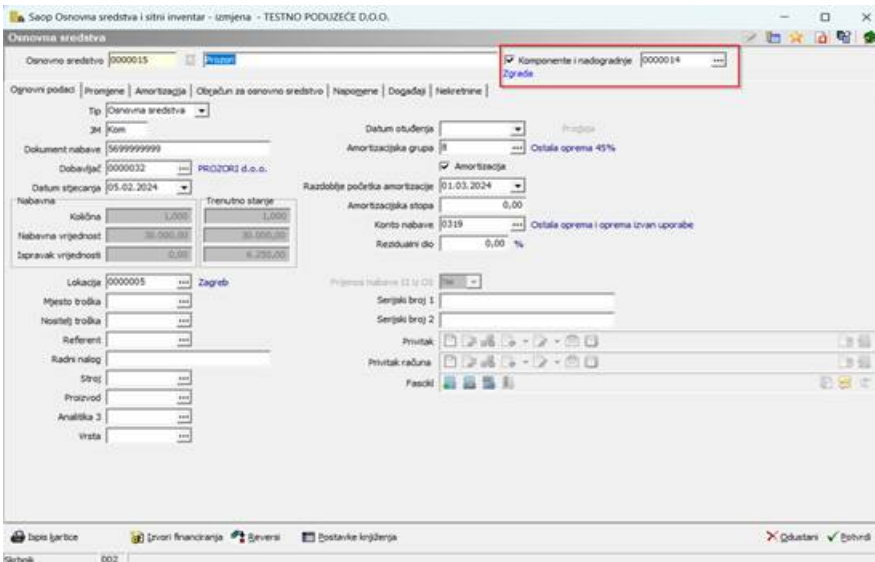 Saop Osnovna sredstva i sitni inventar - izmjena - TESTNO PODUZEĆE D.O.O.
Osnovna sredstva
Osnovno sredstvo 0000015 Prozori Komponente i nadogradnje 0000014
Zgrada
Osnovni podaci Promjene Amortizacija Obračun za osnovno sredstvo Napomene Događaji Nekretnine
Tip Osnovna sredstva
JM Kom Datum otuđenja
Dokument nabave 5699999999 Amortizacijska grupa 8 Ostala oprema 45%
Dobavljač 0000032 PROZORI d.o.o. Amortizacija
Datum stjecanja 05.02.2024 Razdoblje početka amortizacije 01.03.2024
Nabavna Trenutno stanje Amortizacijska stopa 0,00
Količina 1,000 1,000 Konto nabave 0319 Ostala oprema i oprema izvan uporabe
Nabavna vrijednost 30.000,00 30.000,00 Rezidualni dio 0,00 %
Ispravak vrijednosti 0,00 6.250,00
Lokacija 0000005 Zagreb Prijenos nabave SI U OS Ne
Mjesto troška Serijski broj 1
Nositelj troška Serijski broj 2
Referent Privitak
Radni nalog Privitak računa
Stroj Fascikl
Proizvod
Analitika 3
Vrsta
Ispis kartice Izvori financiranja Reversi Postavke knjiženja Odustani Potvrdi
Skrbnik 002